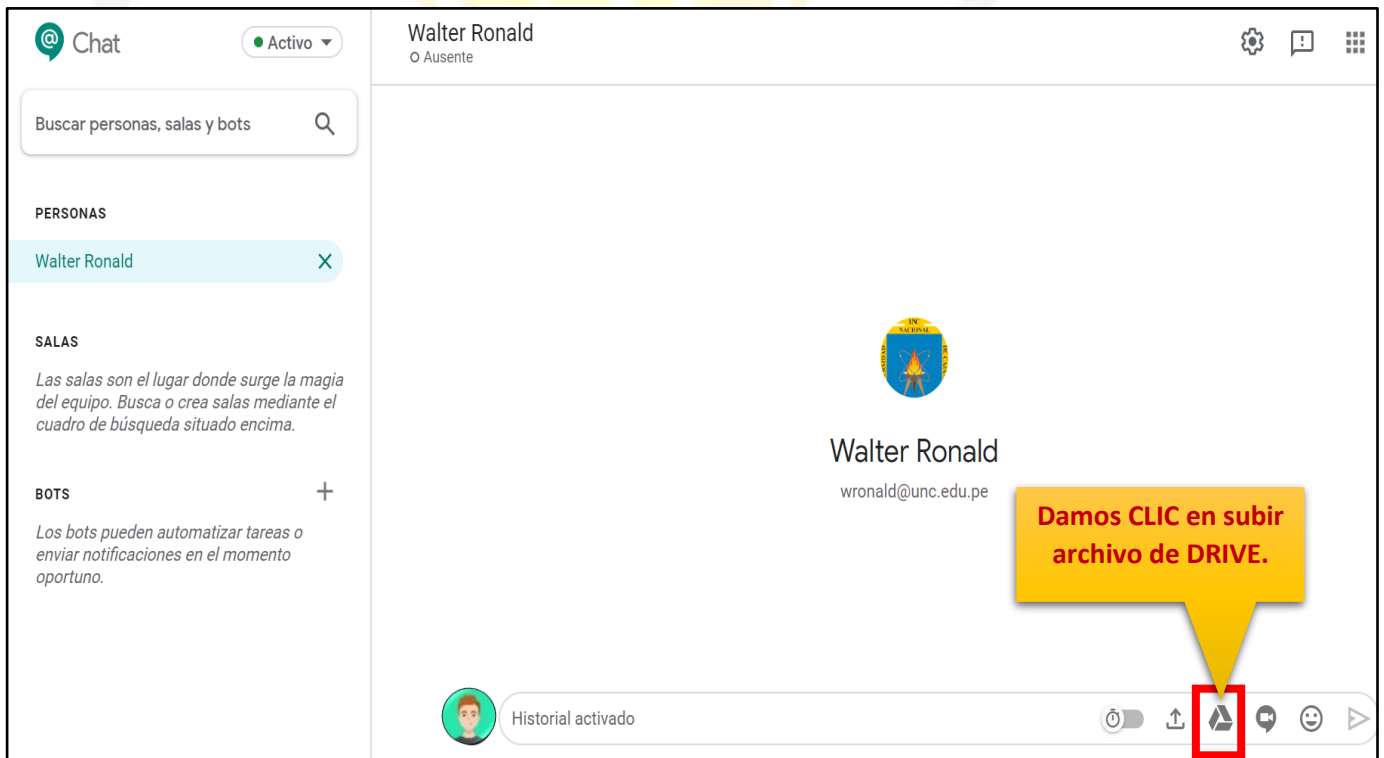 Chat
Activo
Walter Ronald
Ausente
Buscar personas, salas y bots
PERSONAS
Walter Ronald
SALAS
Las salas son el lugar donde surge la magia
del equipo. Busca o crea salas mediante el
cuadro de búsqueda situado encima.
BOTS
Los bots pueden automatizar tareas o
enviar notificaciones en el momento
oportuno.
UNC
NACIONAL
Walter Ronald
wronald@unc.edu.pe
Damos CLIC en subir
archivo de DRIVE.
Historial activado